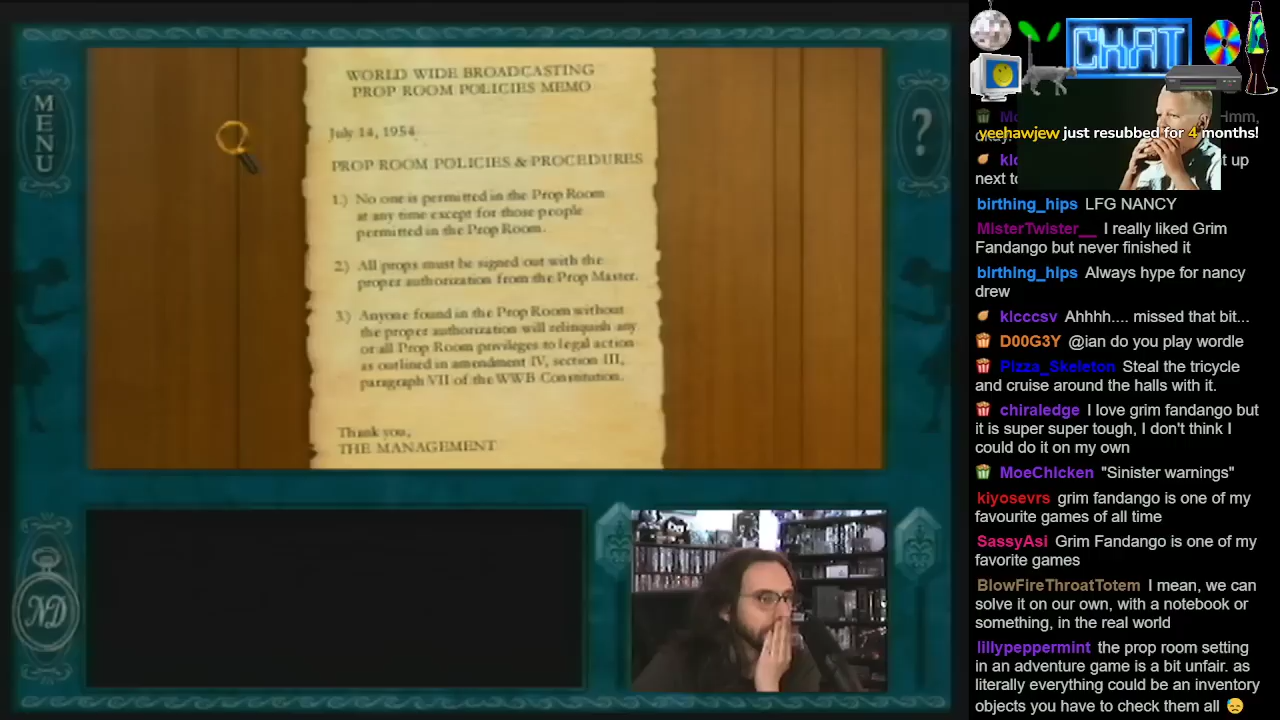 MENU
?
ND
WORLD WIDE BROADCASTING
PROP ROOM POLICIES MEMO
July 14, 1954
PROP ROOM POLICIES & PROCEDURES
1.) No one is permitted in the Prop Room
at any time except for those people
permitted in the Prop Room.
2.) All props must be signed out with the
proper authorization from the Prop Master.
3.) Anyone found in the Prop Room without
the proper authorization will relinquish any
or all Prop Room privileges to legal action
as outlined in amendment IV, section III,
paragraph VII of the WWB Constitution.
Thank you,
THE MANAGEMENT
CHAT
Hmm,
yeehawjew just resubbed for 4 months!
t up
next to
birthing_hips LFG NANCY
MisterTwister__ I really liked Grim
Fandango but never finished it
birthing_hips Always hype for nancy
drew
klcccsv Ahhhh.... missed that bit...
D00G3Y @ian do you play wordle
Pizza_Skeleton Steal the tricycle
and cruise around the halls with it.
chiraledge I love grim fandango but
it is super super tough, I don't think I
could do it on my own
MoeChicken "Sinister warnings"
kiyosevrs grim fandango is one of my
favourite games of all time
SassyAsi Grim Fandango is one of my
favorite games
BlowFireThroatTotem I mean, we can
solve it on our own, with a notebook or
something, in the real world
lillypeppermint the prop room setting
in an adventure game is a bit unfair. as
literally everything could be an inventory
objects you have to check them all